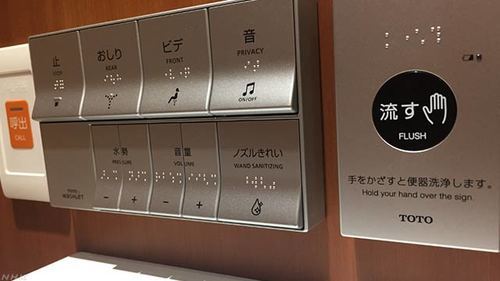 呼出
CALL
止
STOP
おしり
REAR
ビデ
FRONT
音
PRIVACY
ON/OFF
水勢
PRESSURE
- +
音量
VOLUME
- +
ノズルきれい
WAND SANITIZING
TOTO
WASHLET
流す
FLUSH
手をかざすと便器洗浄します。
Hold your hand over the sign.
TOTO
NHK